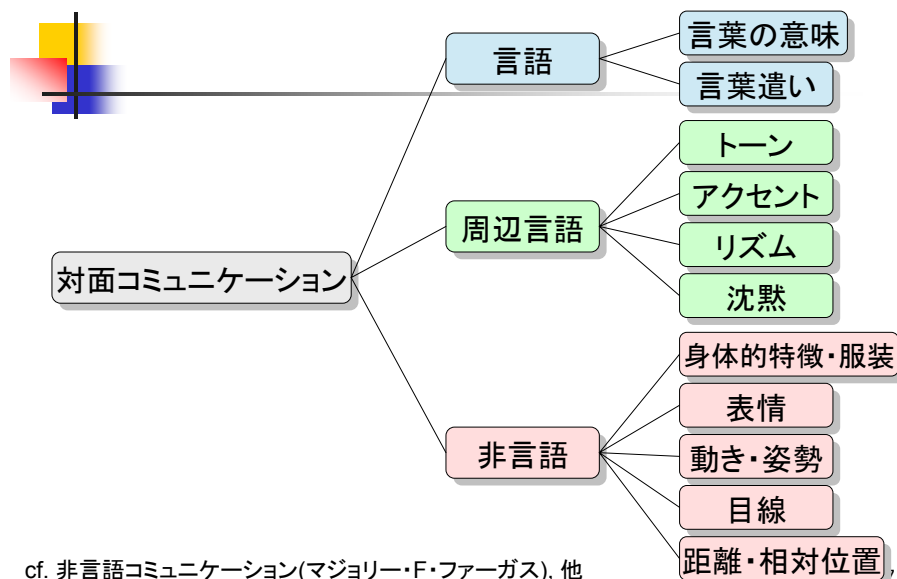 対面コミュニケーション
言語
言葉の意味
言葉遣い
周辺言語
トーン
アクセント
リズム
沈黙
非言語
身体的特徴・服装
表情
動き・姿勢
目線
距離・相対位置
cf. 非言語コミュニケーション(マジョリー・F・ファーガス), 他
,